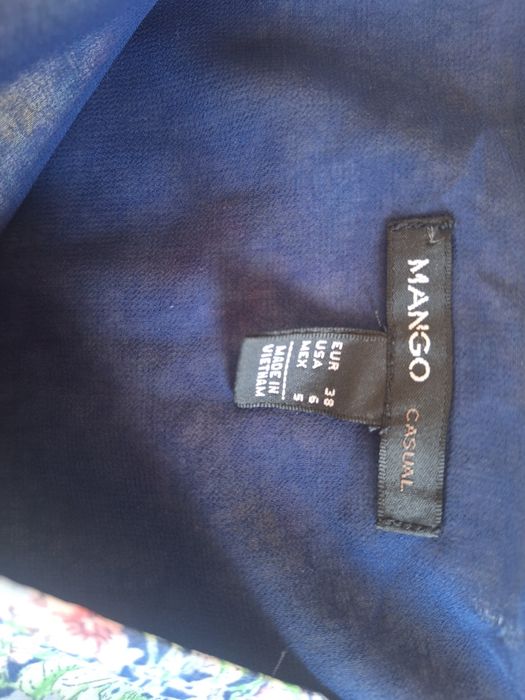 MANGO CASUAL
EUR 38
USA 6
MEX 5
MADE IN
VIETNAM